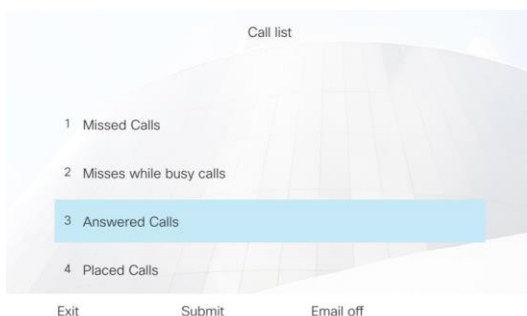 Call list
1 Missed Calls
2 Misses while busy calls
3 Answered Calls
4 Placed Calls
Exit Submit Email off